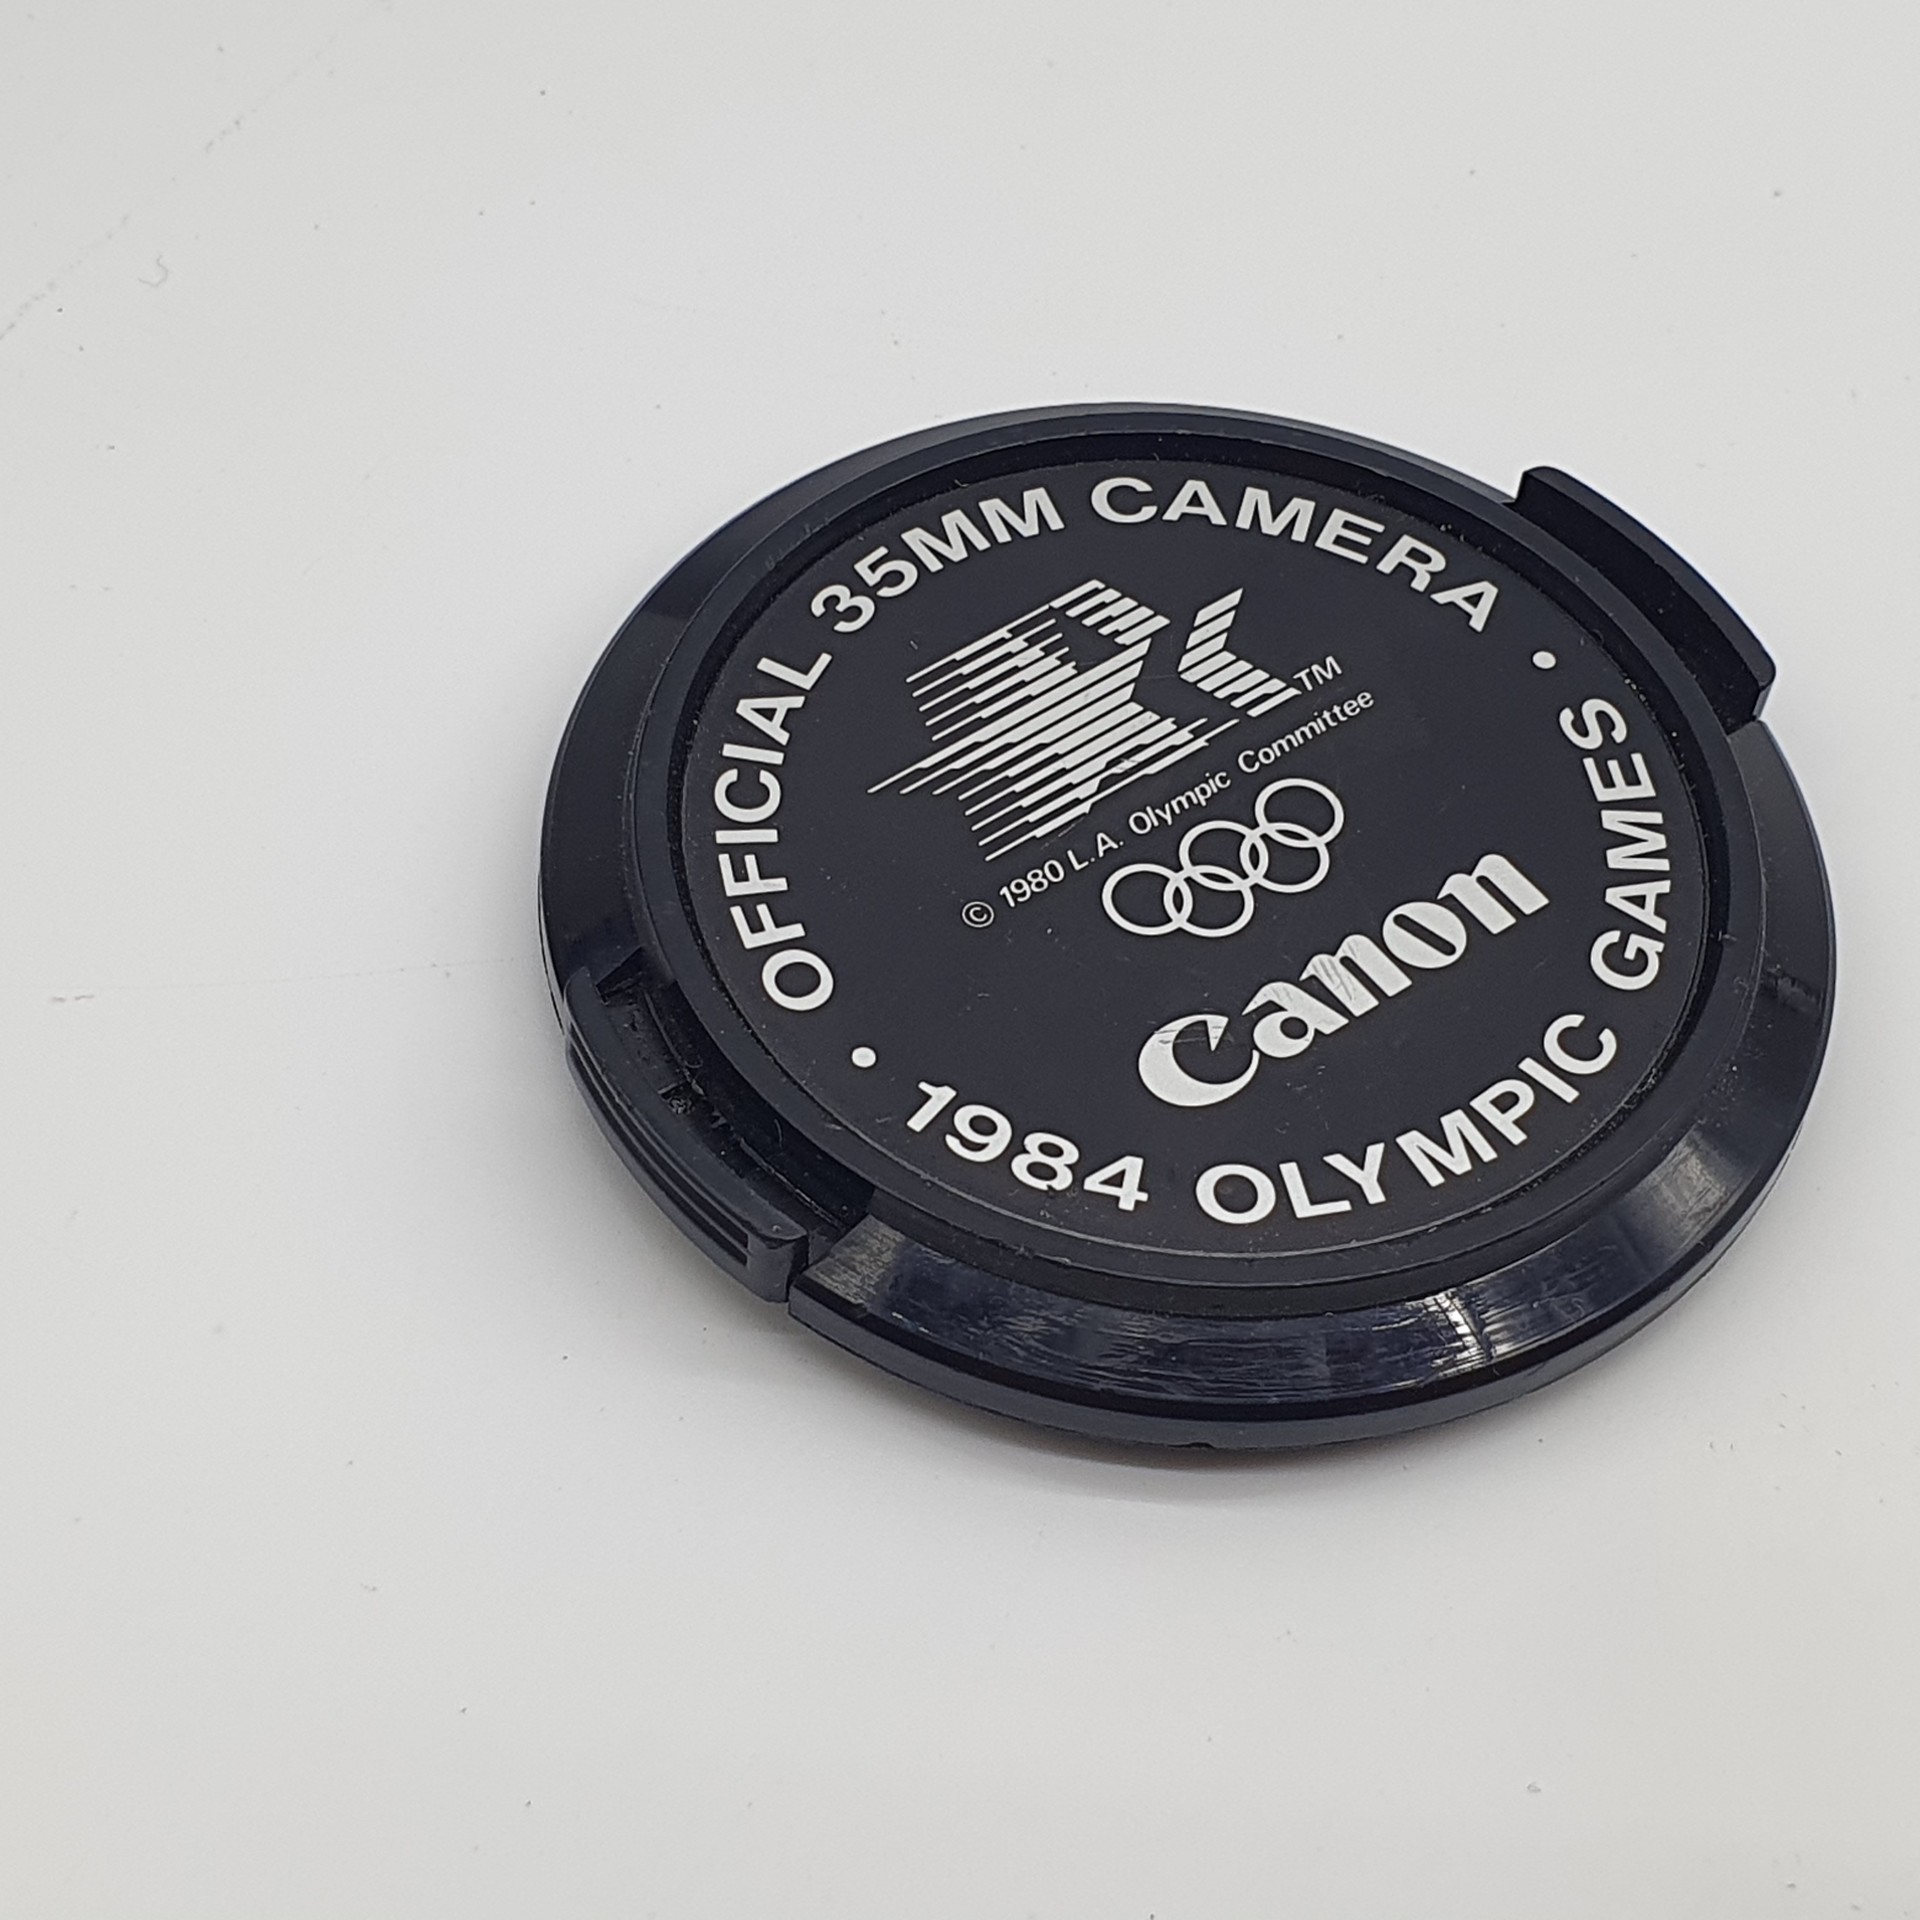 OFFICIAL 35MM CAMERA •
TM
© 1980 L.A. Olympic Committee
Canon
• 1984 OLYMPIC GAMES